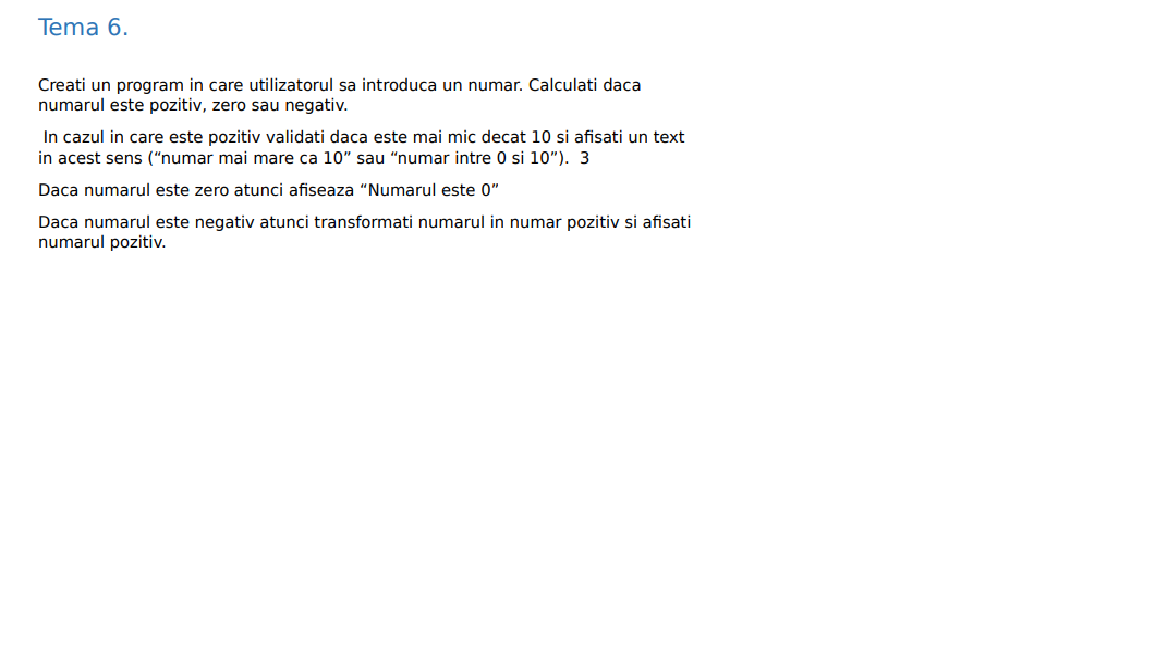 Tema 6.
Creati un program in care utilizatorul sa introduca un numar. Calculati daca
numarul este pozitiv, zero sau negativ.
In cazul in care este pozitiv validati daca este mai mic decat 10 si afisati un text
in acest sens (“numar mai mare ca 10” sau “numar intre 0 si 10”).  3
Daca numarul este zero atunci afiseaza “Numarul este 0”
Daca numarul este negativ atunci transformati numarul in numar pozitiv si afisati
numarul pozitiv.